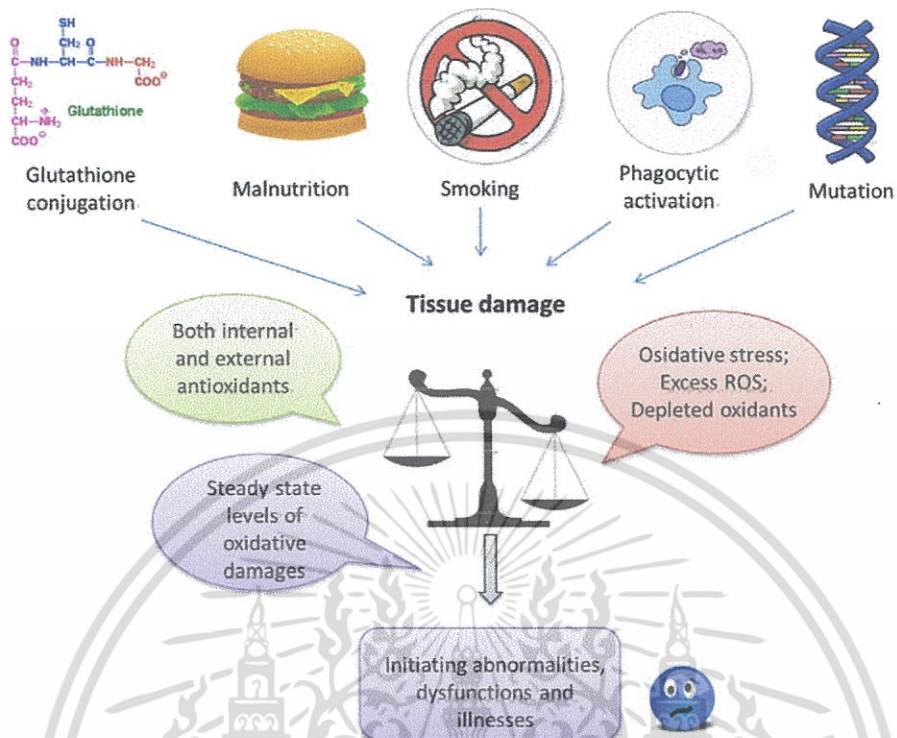 SH
O CH₂ O
C—NH—CH—C—NH—CH₂
CH₂ COO⊖
CH₂
CH—NH₃
COO⊖
Glutathione
Glutathione
conjugation
Malnutrition
Smoking
Phagocytic
activation
Mutation
Tissue damage
Both internal
and external
antioxidants
Osidative stress;
Excess ROS;
Depleted oxidants
Steady state
levels of
oxidative
damages
Initiating abnormalities,
dysfunctions and
illnesses